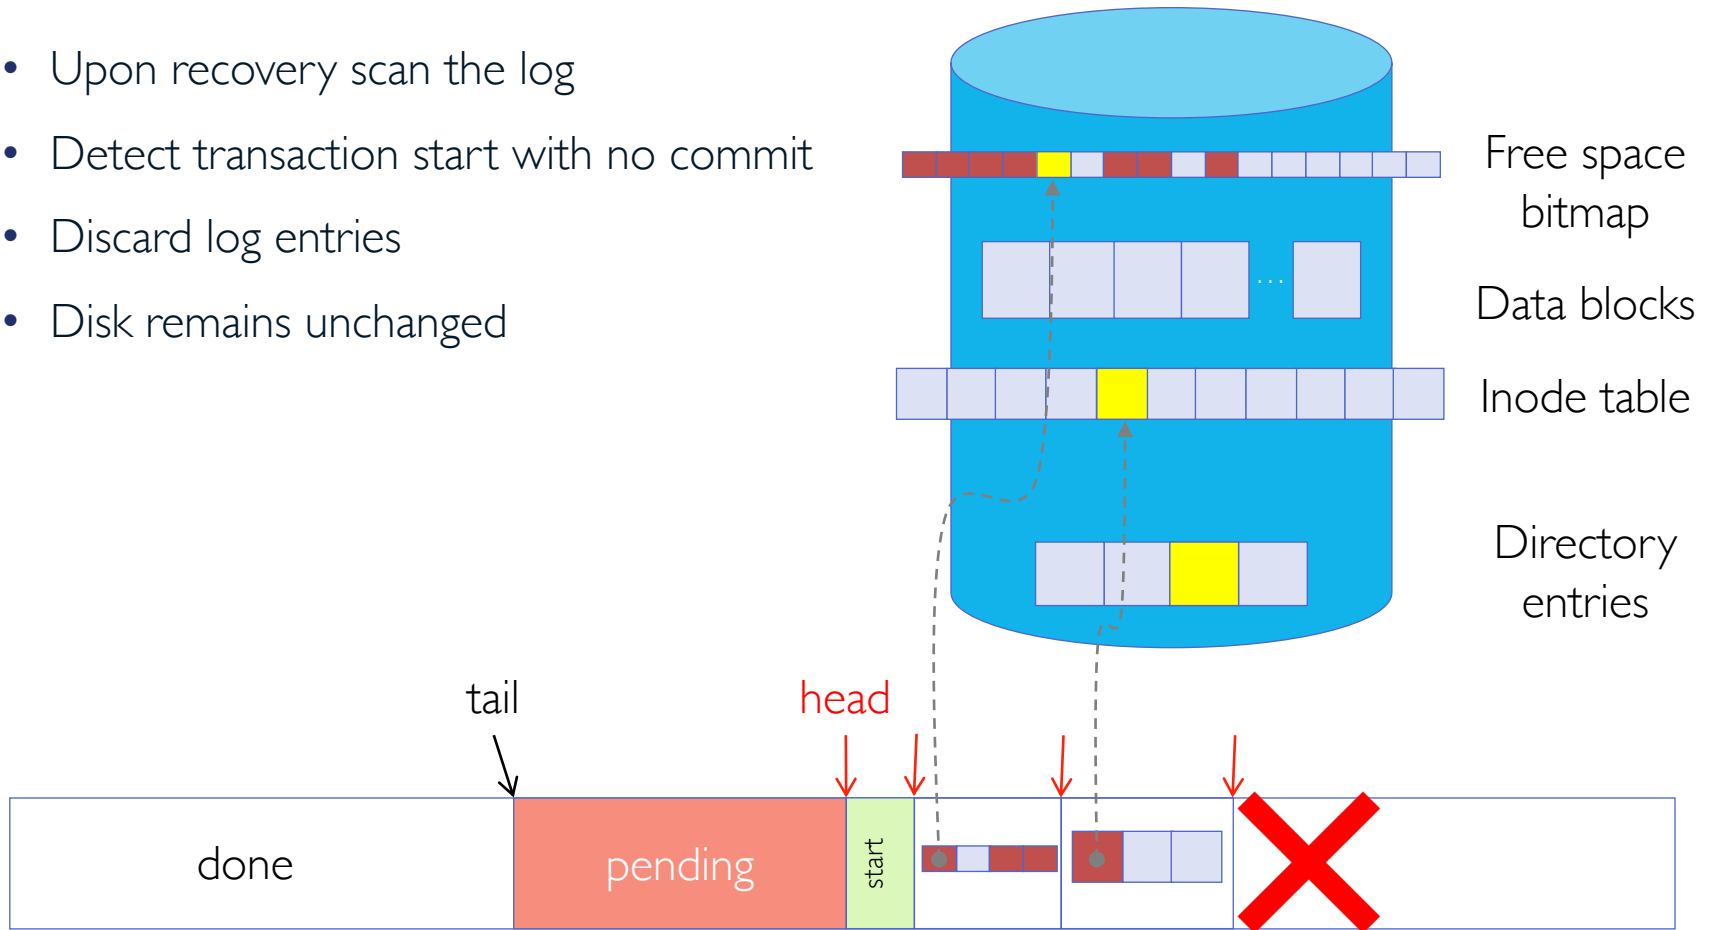 • Upon recovery scan the log
• Detect transaction start with no commit
• Discard log entries
• Disk remains unchanged
Free space
bitmap
...
Data blocks
Inode table
Directory
entries
tail
head
done
pending
start